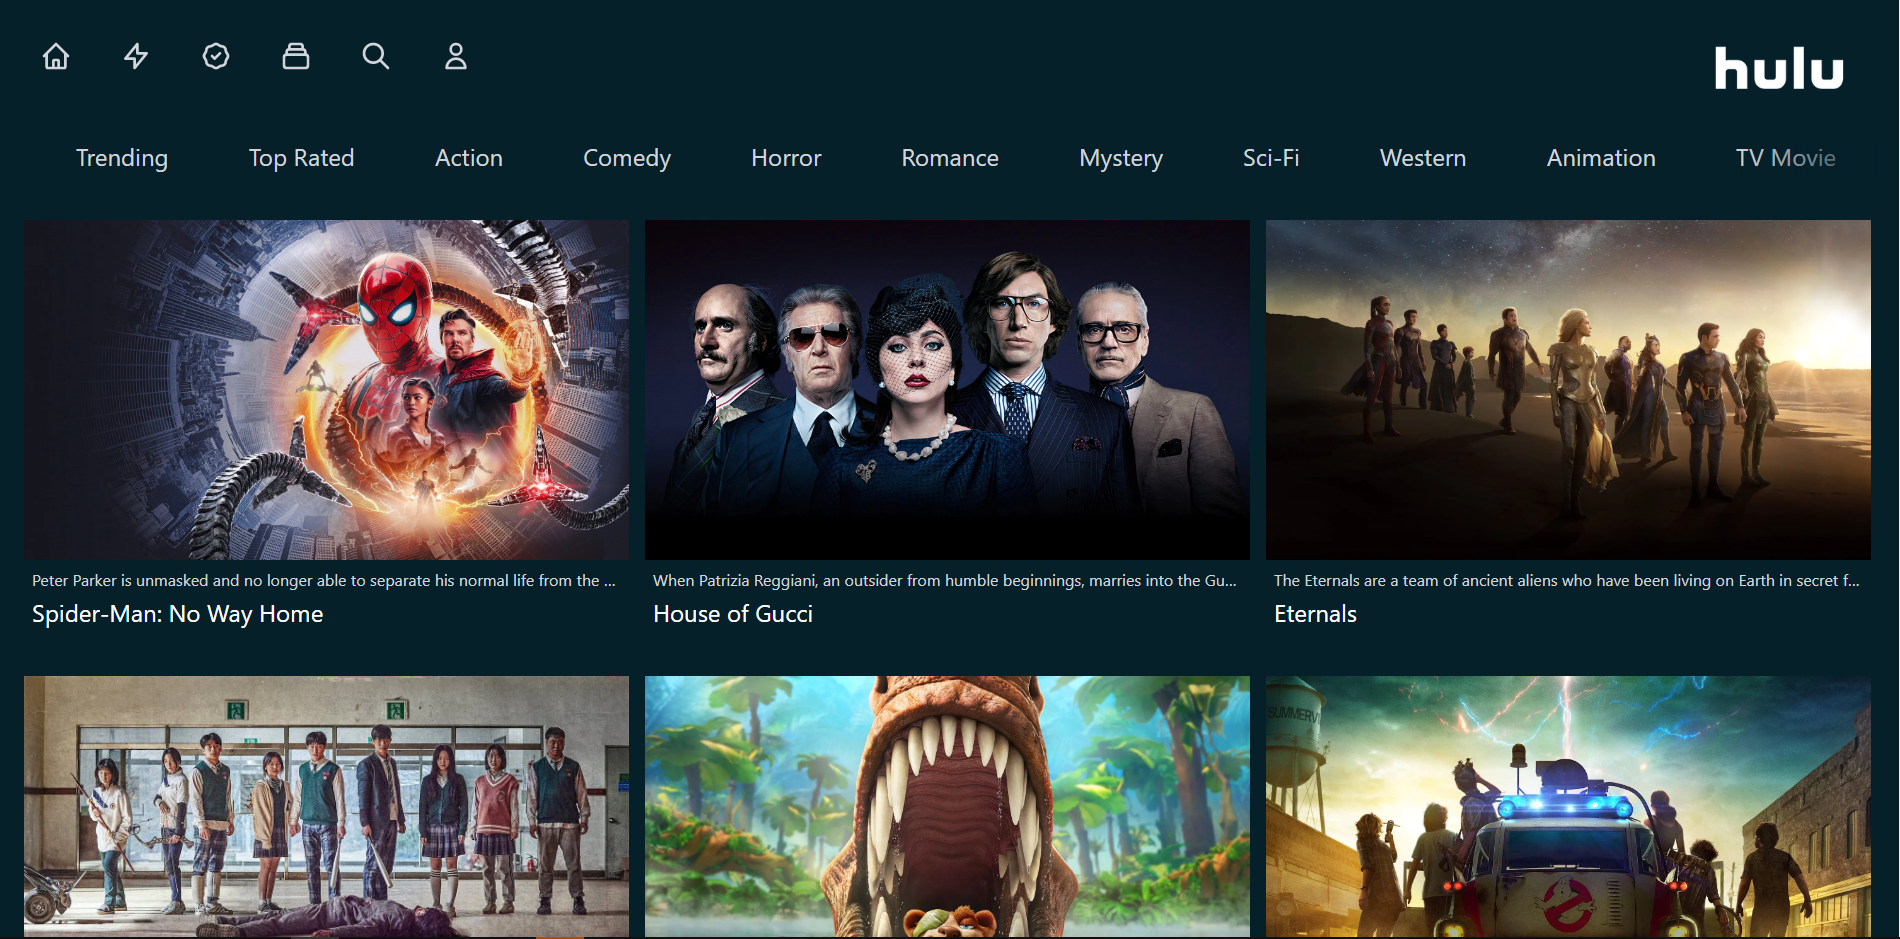 hulu
Trending Top Rated Action Comedy Horror Romance Mystery Sci-Fi Western Animation TV Movie
Peter Parker is unmasked and no longer able to separate his normal life from the ...
Spider-Man: No Way Home
When Patrizia Reggiani, an outsider from humble beginnings, marries into the Gu...
House of Gucci
The Eternals are a team of ancient aliens who have been living on Earth in secret f...
Eternals
SUMMERV